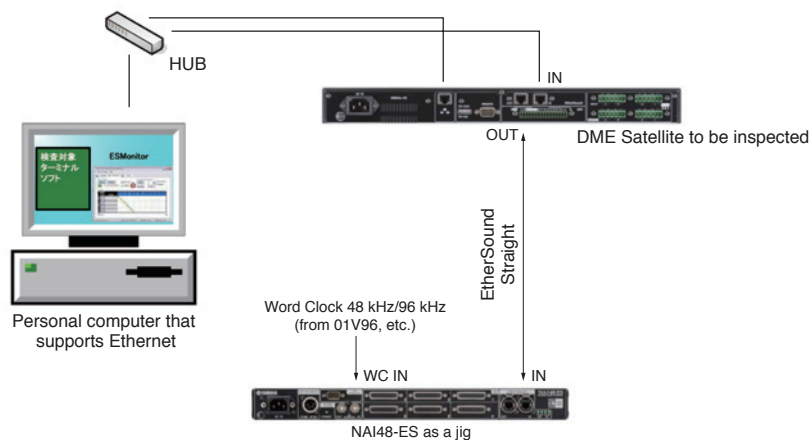 HUB
IN
OUT
DME Satellite to be inspected
検査対象
ターミナル
ソフト
ESMonitor
EtherSound
Straight
Personal computer that
supports Ethernet
Word Clock 48 kHz/96 kHz
(from 01V96, etc.)
WC IN
IN
NAI48-ES as a jig